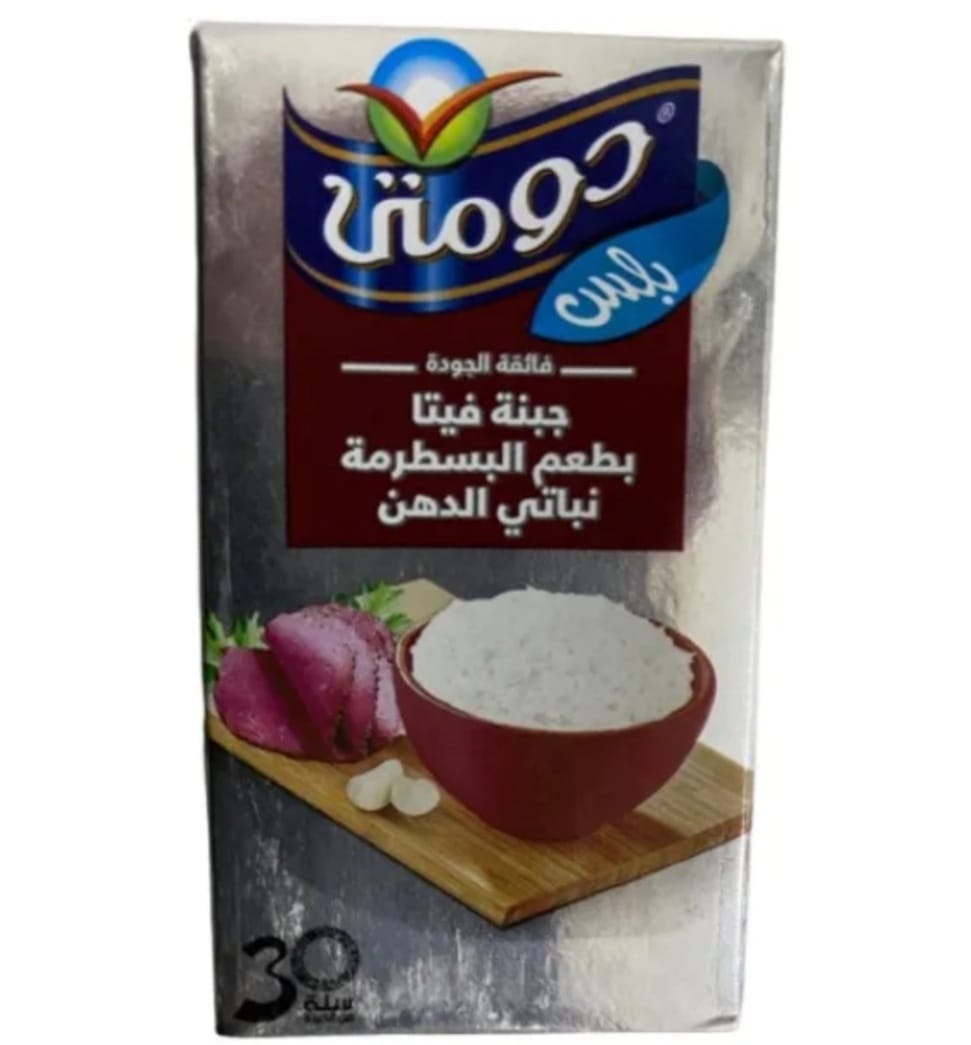 دومتي
®
بلس
فائقة الجودة
جبنة فيتا
بطعم البسطرمة
نباتي الدهن
30